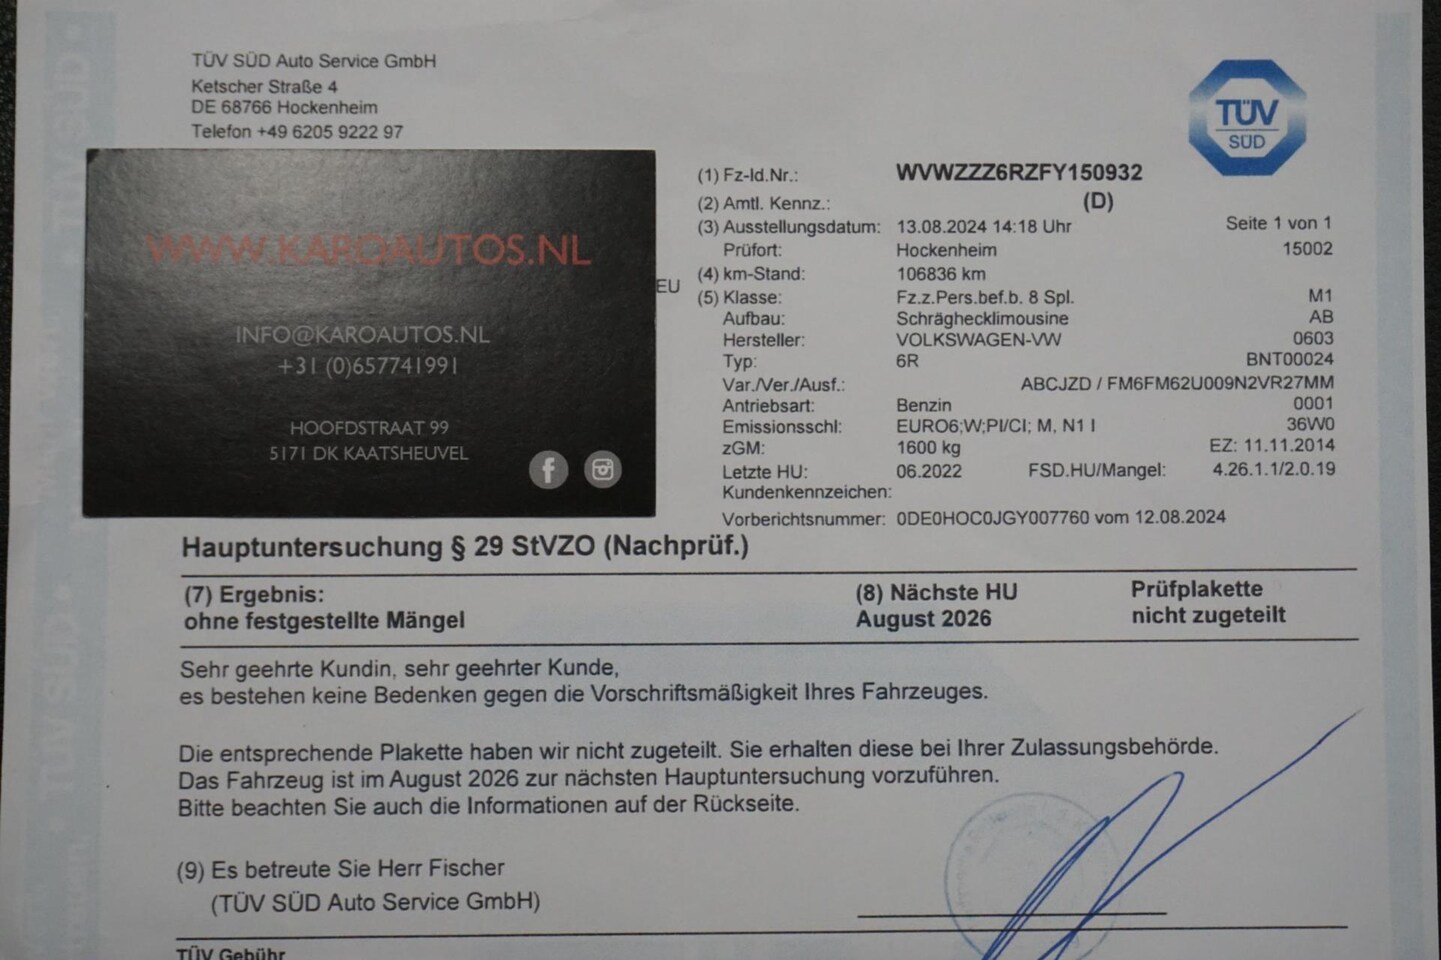 TÜV SÜD Auto Service GmbH
Ketscher Straße 4
DE 68766 Hockenheim
Telefon +49 6205 9222 97
TÜV
SÜD
WWW.KAROAUTOS.NL
INFO@KAROAUTOS.NL
+31 (0)657741991
HOOFDSTRAAT 99
5171 DK KAATSHEUVEL
EU
(1) Fz-Id.Nr.: WVWZZZ6RZFY150932
(2) Amtl. Kennz.: (D)
(3) Ausstellungsdatum: 13.08.2024 14:18 Uhr Seite 1 von 1
Prüfort: Hockenheim 15002
(4) km-Stand: 106836 km
(5) Klasse: Fz.z.Pers.bef.b. 8 Spl. M1
Aufbau: Schräghecklimousine AB
Hersteller: VOLKSWAGEN-VW 0603
Typ: 6R BNT00024
Var./Ver./Ausf.: ABCJZD / FM6FM62U009N2VR27MM
Antriebsart: Benzin 0001
Emissionsschl: EURO6;W;PI/CI; M, N1 I 36W0
zGM: 1600 kg EZ: 11.11.2014
Letzte HU: 06.2022 FSD.HU/Mangel: 4.26.1.1/2.0.19
Kundenkennzeichen:
Vorberichtsnummer: 0DE0HOC0JGY007760 vom 12.08.2024
Hauptuntersuchung § 29 StVZO (Nachprüf.)
(7) Ergebnis: (8) Nächste HU Prüfplakette
ohne festgestellte Mängel August 2026 nicht zugeteilt
Sehr geehrte Kundin, sehr geehrter Kunde,
es bestehen keine Bedenken gegen die Vorschriftsmäßigkeit Ihres Fahrzeuges.
Die entsprechende Plakette haben wir nicht zugeteilt. Sie erhalten diese bei Ihrer Zulassungsbehörde.
Das Fahrzeug ist im August 2026 zur nächsten Hauptuntersuchung vorzuführen.
Bitte beachten Sie auch die Informationen auf der Rückseite.
(9) Es betreute Sie Herr Fischer
(TÜV SÜD Auto Service GmbH)
TÜV Gebühr